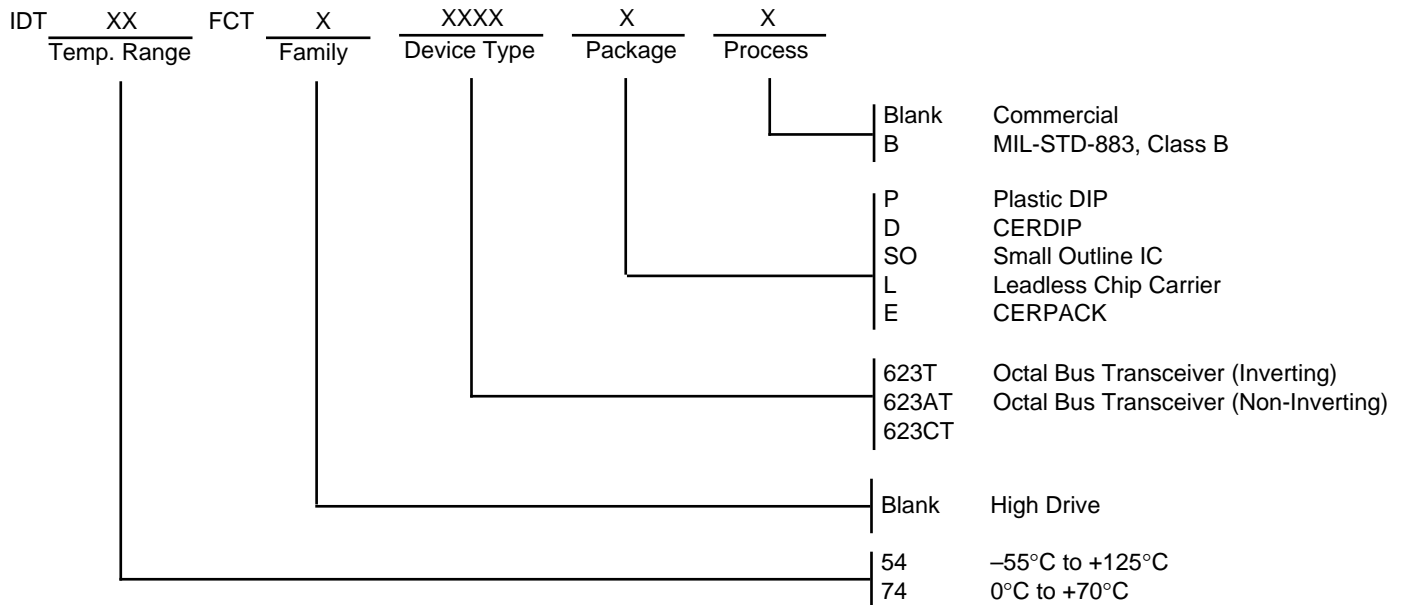 IDT XX FCT X XXXX X X
Temp. Range Family Device Type Package Process
Blank Commercial
B MIL-STD-883, Class B
P Plastic DIP
D CERDIP
SO Small Outline IC
L Leadless Chip Carrier
E CERPACK
623T Octal Bus Transceiver (Inverting)
623AT Octal Bus Transceiver (Non-Inverting)
623CT
Blank High Drive
54 –55°C to +125°C
74 0°C to +70°C